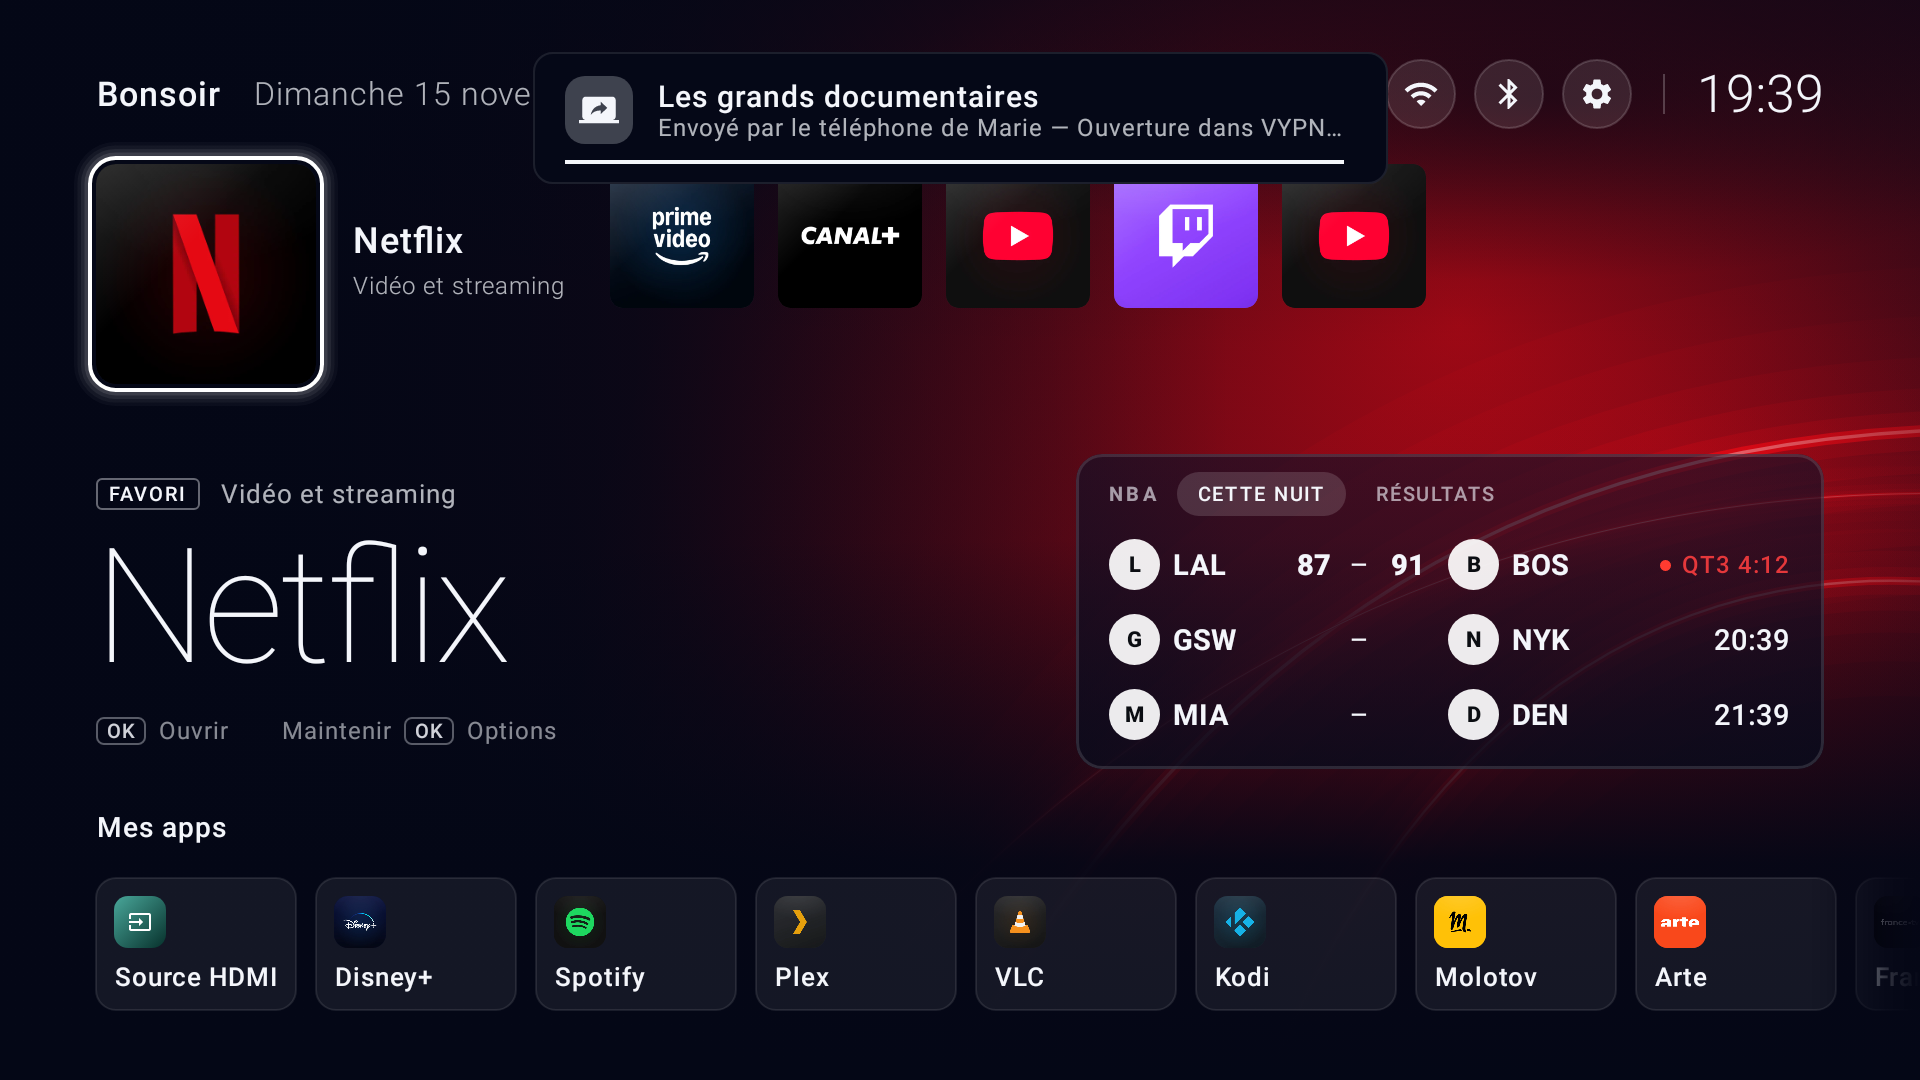 Bonsoir Dimanche 15 nove
Les grands documentaires
Envoyé par le téléphone de Marie — Ouverture dans VYPN…
19:39
Netflix
Vidéo et streaming
prime video
CANAL+
FAVORI Vidéo et streaming
Netflix
OK Ouvrir Maintenir OK Options
NBA CETTE NUIT RÉSULTATS
L LAL 87 – 91 B BOS QT3 4:12
G GSW – N NYK 20:39
M MIA – D DEN 21:39
Mes apps
Disney+
arte
Source HDMI
Disney+
Spotify
Plex
VLC
Kodi
Molotov
Arte
Fra